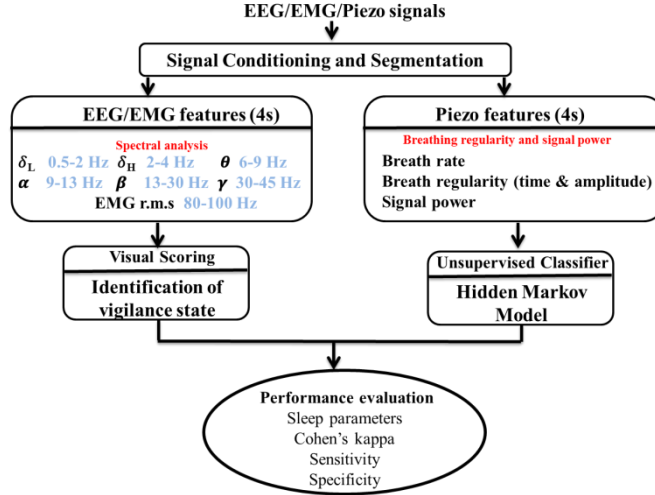 EEG/EMG/Piezo signals
Signal Conditioning and Segmentation
EEG/EMG features (4s)
Spectral analysis
δL 0.5-2 Hz δH 2-4 Hz θ 6-9 Hz
α 9-13 Hz β 13-30 Hz γ 30-45 Hz
EMG r.m.s 80-100 Hz
Piezo features (4s)
Breathing regularity and signal power
Breath rate
Breath regularity (time & amplitude)
Signal power
Visual Scoring
Identification of
vigilance state
Unsupervised Classifier
Hidden Markov
Model
Performance evaluation
Sleep parameters
Cohen's kappa
Sensitivity
Specificity